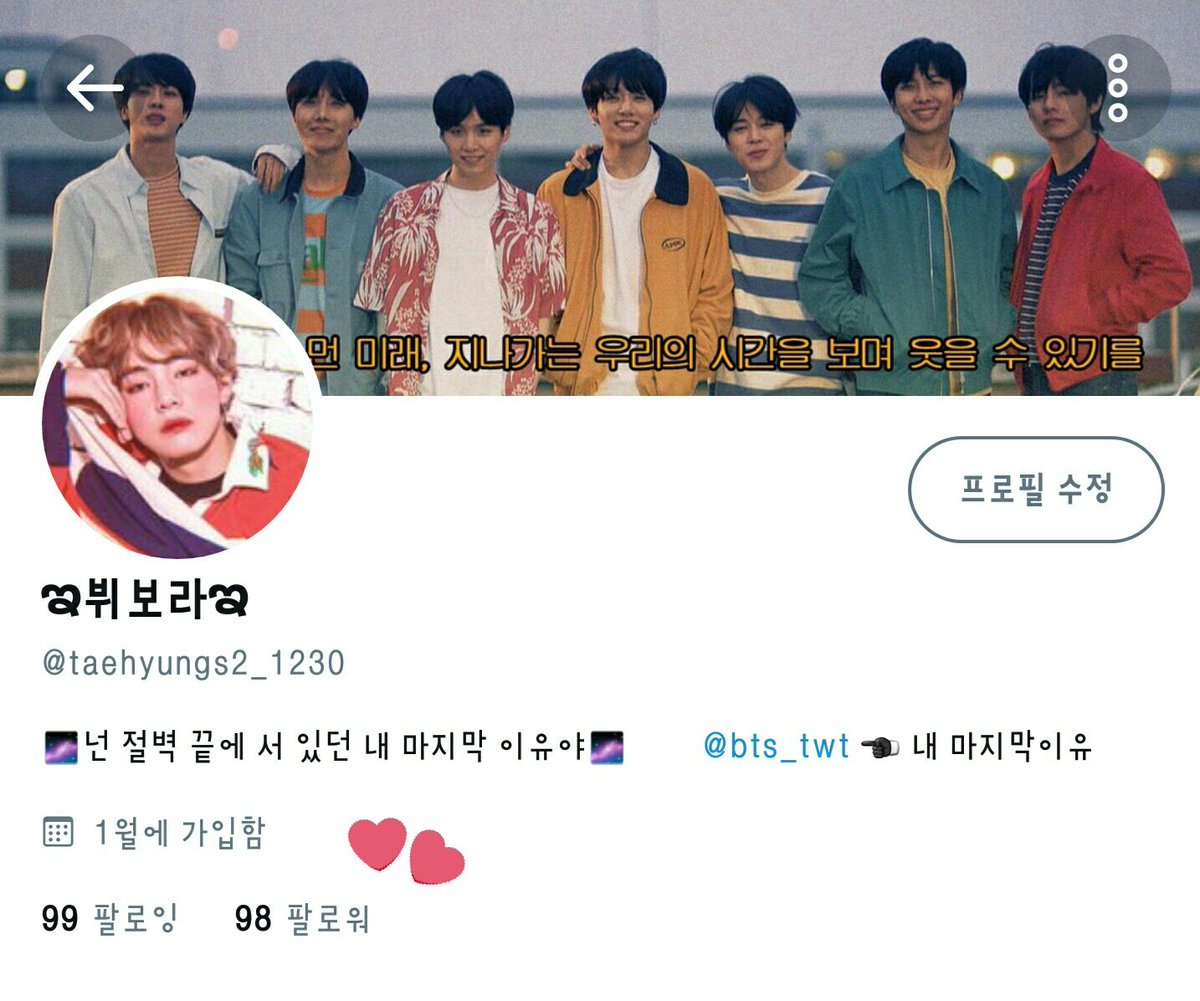 먼 미래, 지나가는 우리의 시간을 보며 웃을 수 있기를
프로필 수정
ఇ뷔보라ఇ
@taehyungs2_1230
🌌넌 절벽 끝에 서 있던 내 마지막 이유야🌌 @bts_twt 👈 내 마지막이유
1월에 가입함
99 팔로잉 98 팔로워